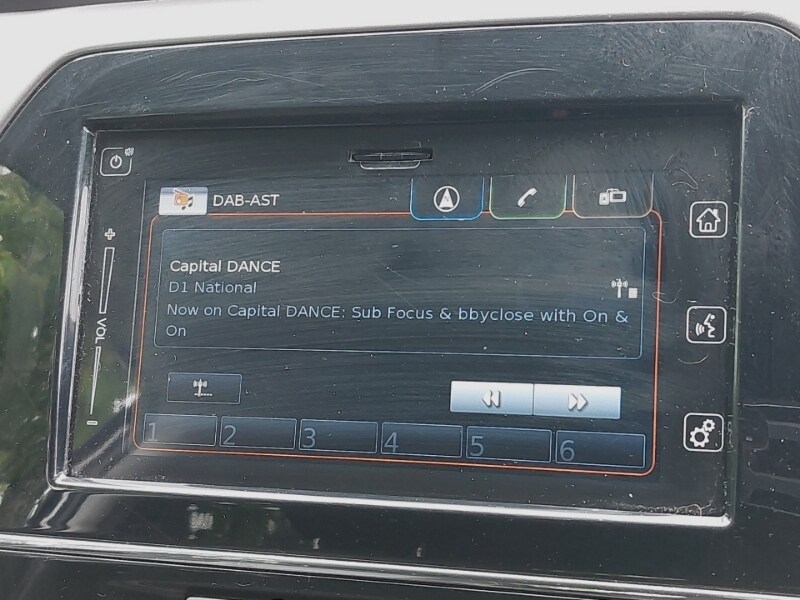 DAB-AST
Capital DANCE
D1 National
Now on Capital DANCE: Sub Focus & bbyclose with On &
On
VOL
1 2 3 4 5 6